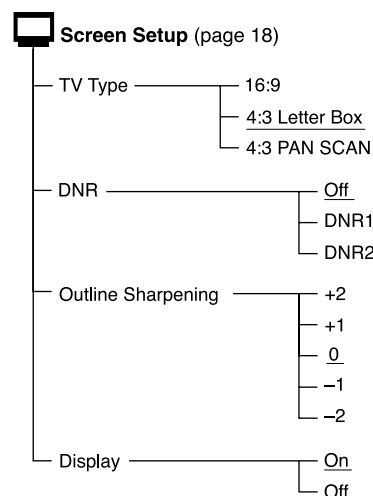 Screen Setup (page 18)
TV Type
16:9
4:3 Letter Box
4:3 PAN SCAN
DNR
Off
DNR1
DNR2
Outline Sharpening
+2
+1
0
−1
−2
Display
On
Off